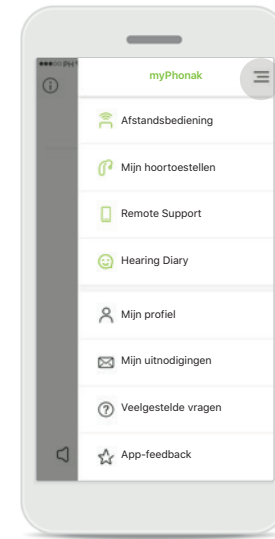 myPhonak
Afstandsbediening
Mijn hoortoestellen
Remote Support
Hearing Diary
Mijn profiel
Mijn uitnodigingen
Veelgestelde vragen
App-feedback